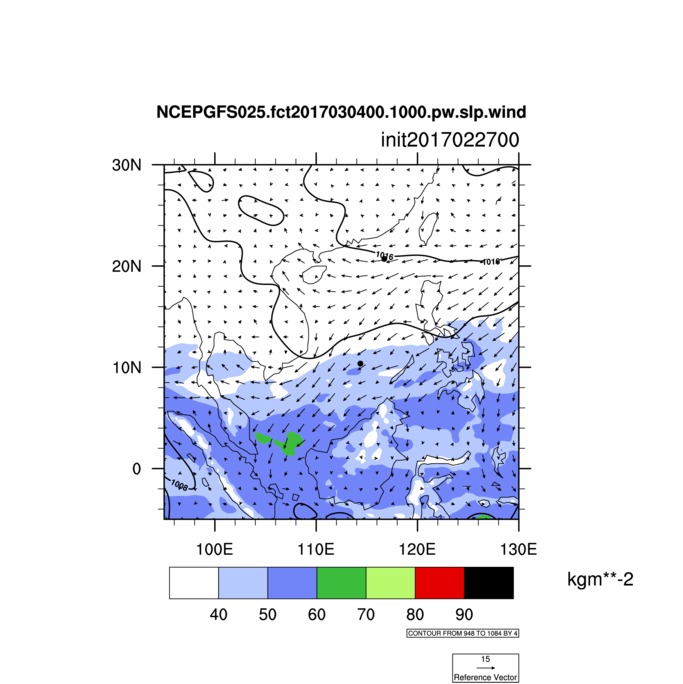 NCEPGFS025.fct2017030400.1000.pw.slp.wind
init2017022700
30N
20N
10N
0
1016
1016
1008
100E 110E 120E 130E
kgm**-2
40 50 60 70 80 90
CONTOUR FROM 948 TO 1084 BY 4
15
Reference Vector